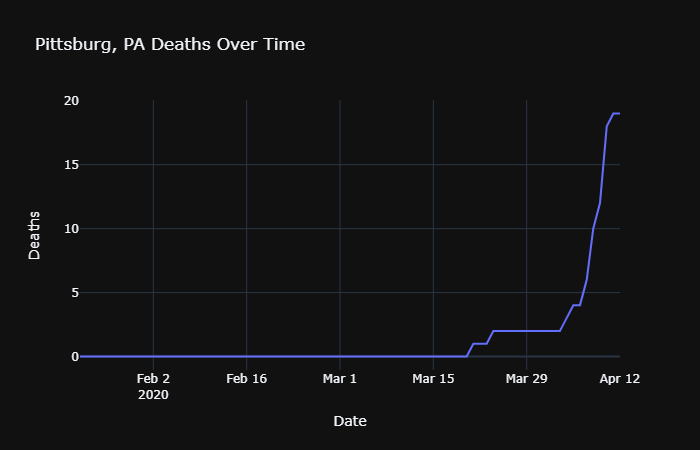 Pittsburg, PA Deaths Over Time
20
15
10
5
0
Deaths
Feb 2
2020
Feb 16
Mar 1
Mar 15
Mar 29
Apr 12
Date